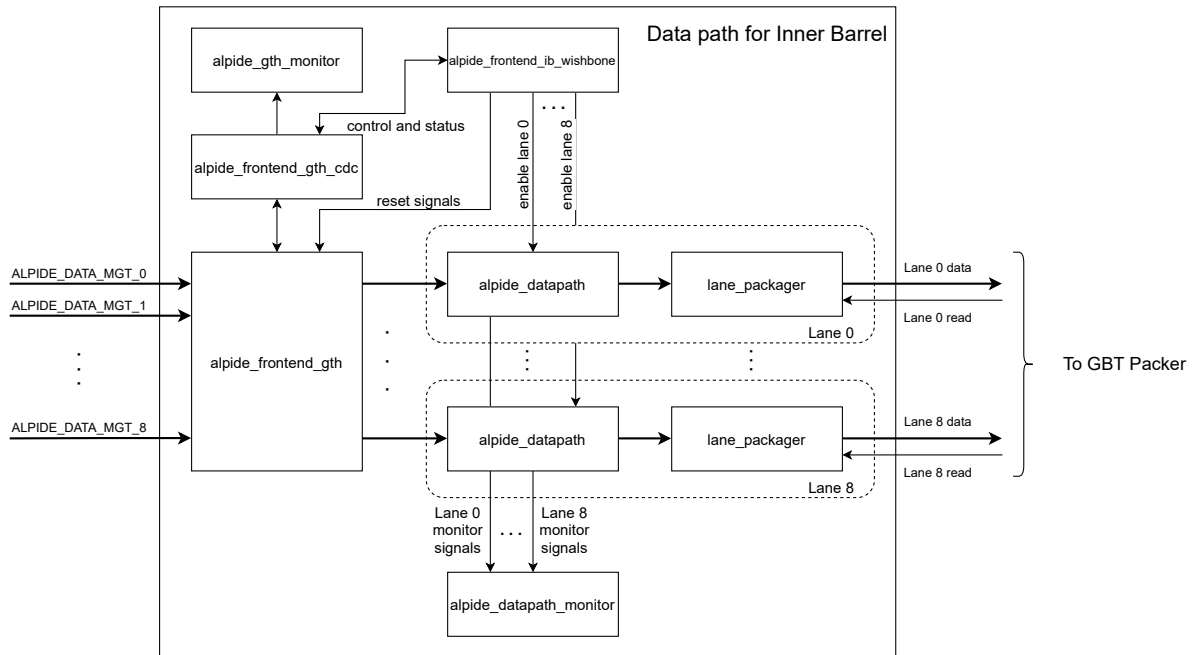 Data path for Inner Barrel
alpide_gth_monitor
alpide_frontend_ib_wishbone
. . .
control and status
enable lane 0
enable lane 8
alpide_frontend_gth_cdc
reset signals
ALPIDE_DATA_MGT_0
ALPIDE_DATA_MGT_1
ALPIDE_DATA_MGT_8
alpide_frontend_gth
alpide_datapath
lane_packager
Lane 0
Lane 0 data
Lane 0 read
To GBT Packer
alpide_datapath
lane_packager
Lane 8
Lane 8 data
Lane 8 read
Lane 0
monitor
signals
. . .
Lane 8
monitor
signals
alpide_datapath_monitor